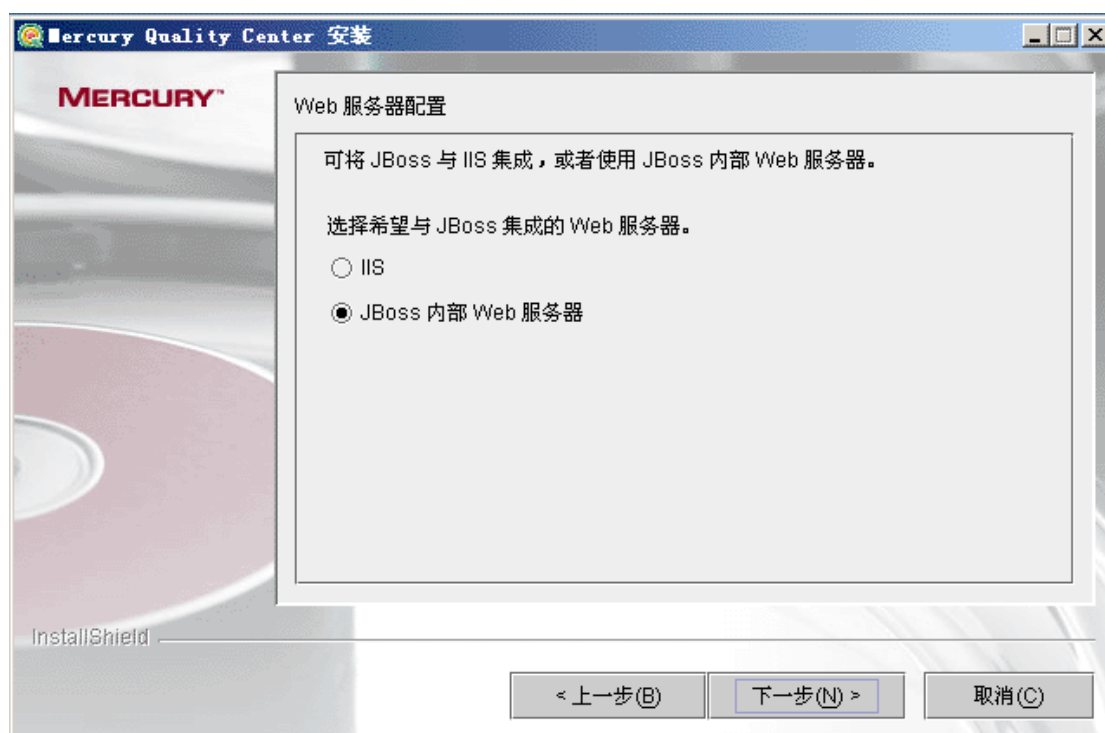 Mercury Quality Center 安装
MERCURY™
Web 服务器配置
可将 JBoss 与 IIS 集成，或者使用 JBoss 内部 Web 服务器。
选择希望与 JBoss 集成的 Web 服务器。
IIS
JBoss 内部 Web 服务器
InstallShield
< 上一步(B)
下一步(N) >
取消(C)